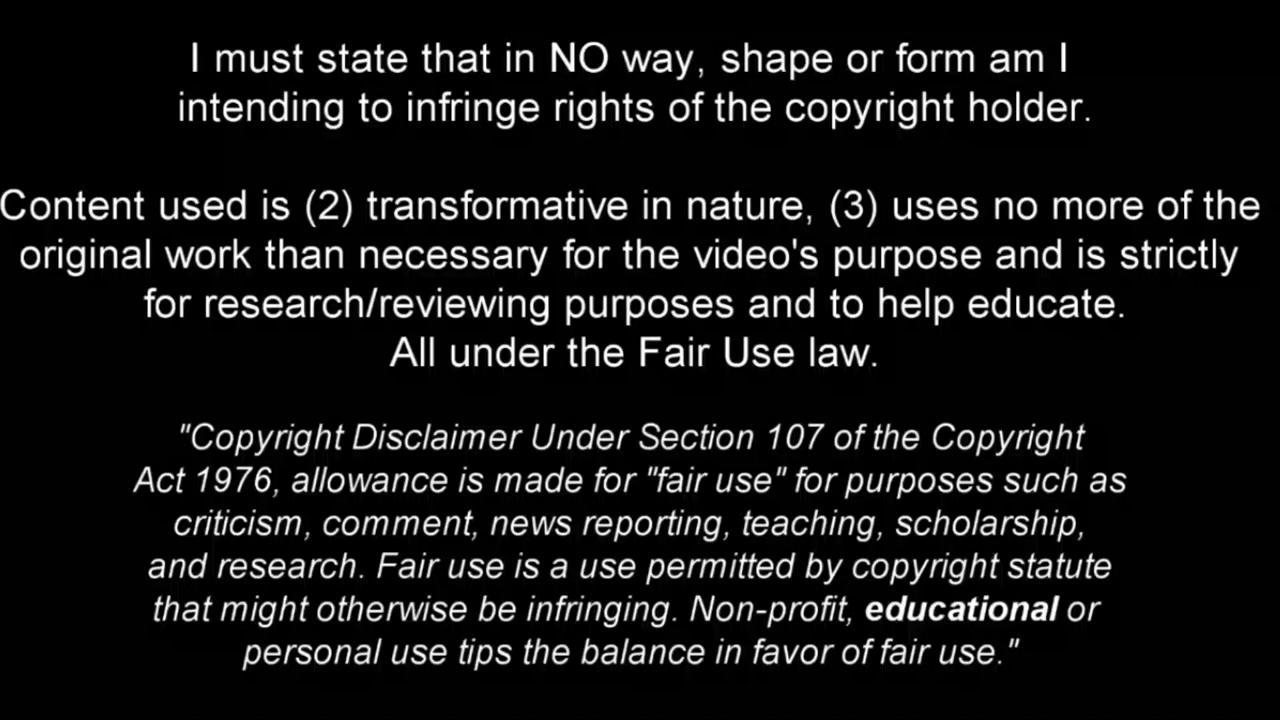 I must state that in NO way, shape or form am I
intending to infringe rights of the copyright holder.
Content used is (2) transformative in nature, (3) uses no more of the
original work than necessary for the video's purpose and is strictly
for research/reviewing purposes and to help educate.
All under the Fair Use law.
"Copyright Disclaimer Under Section 107 of the Copyright
Act 1976, allowance is made for "fair use" for purposes such as
criticism, comment, news reporting, teaching, scholarship,
and research. Fair use is a use permitted by copyright statute
that might otherwise be infringing. Non-profit, educational or
personal use tips the balance in favor of fair use."